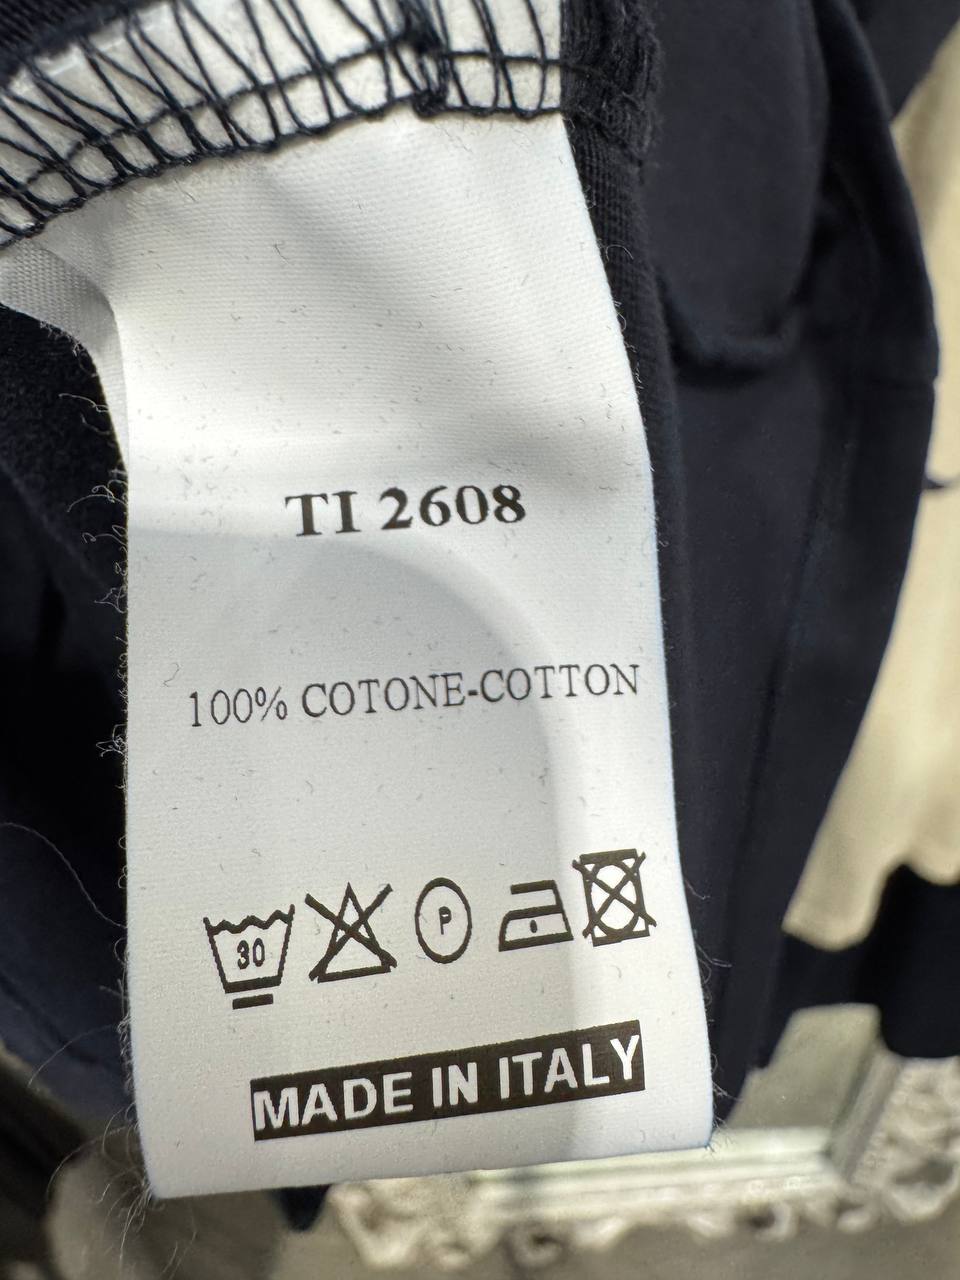 TI 2608
100% COTONE-COTTON
30 P
MADE IN ITALY